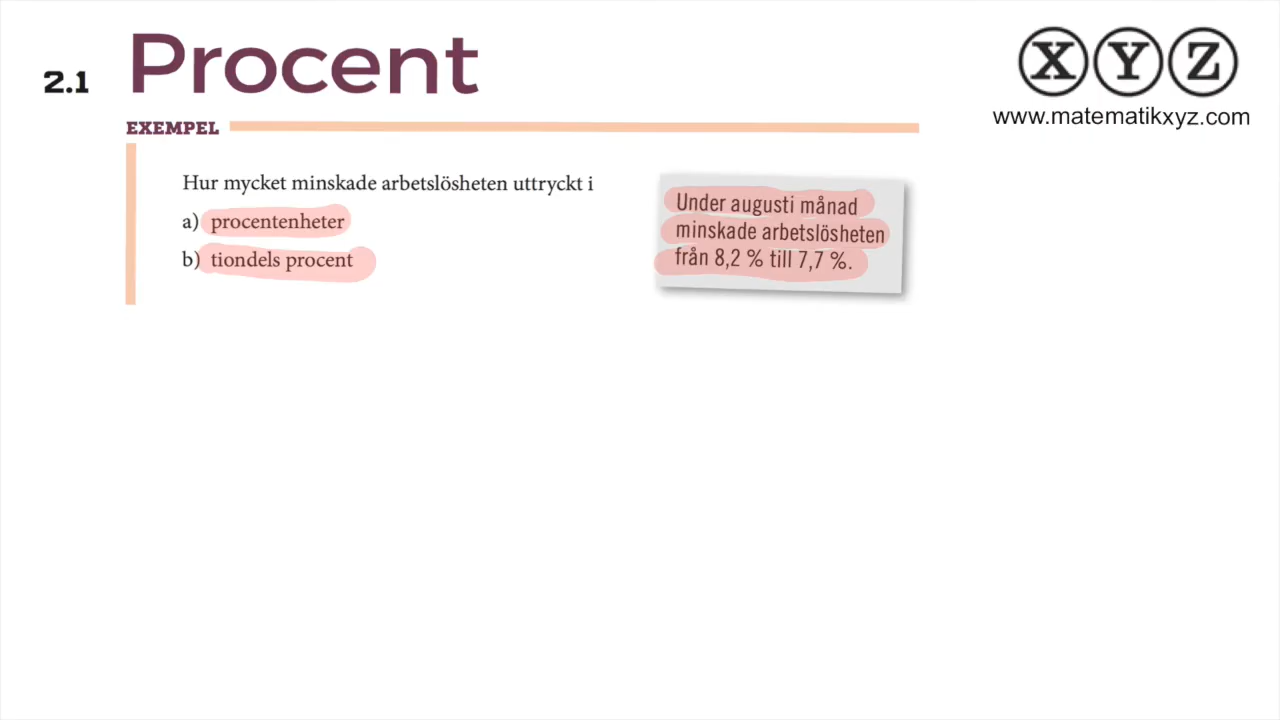 2.1 Procent
X Y Z
www.matematikxyz.com
EXEMPEL
Hur mycket minskade arbetslösheten uttryckt i
a) procentenheter
b) tiondels procent
Under augusti månad
minskade arbetslösheten
från 8,2 % till 7,7 %.